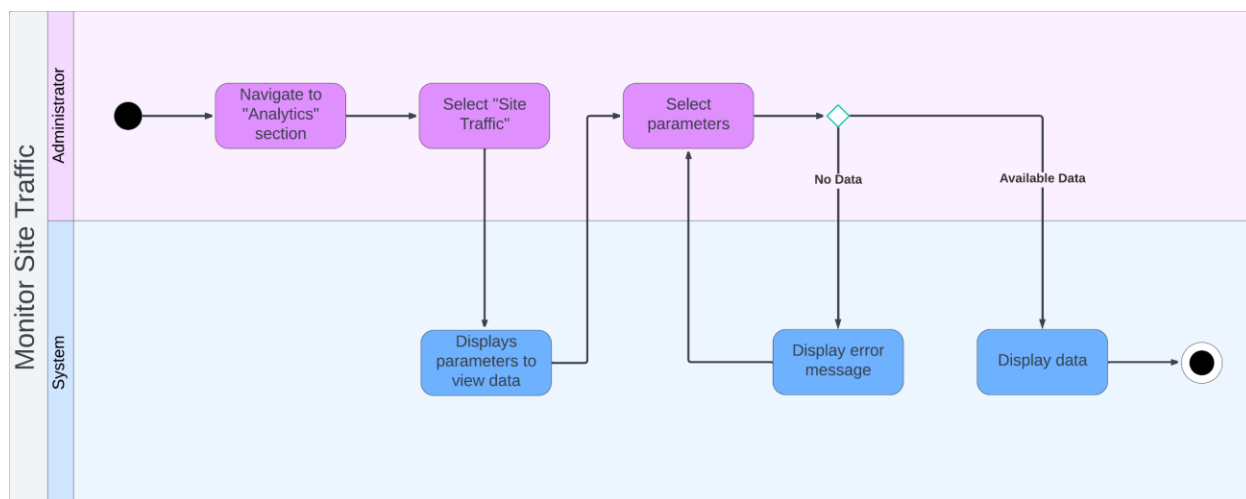 Monitor Site Traffic
Administrator
Navigate to
"Analytics"
section
Select "Site
Traffic"
Select
parameters
No Data
Available Data
System
Displays
parameters to
view data
Display error
message
Display data